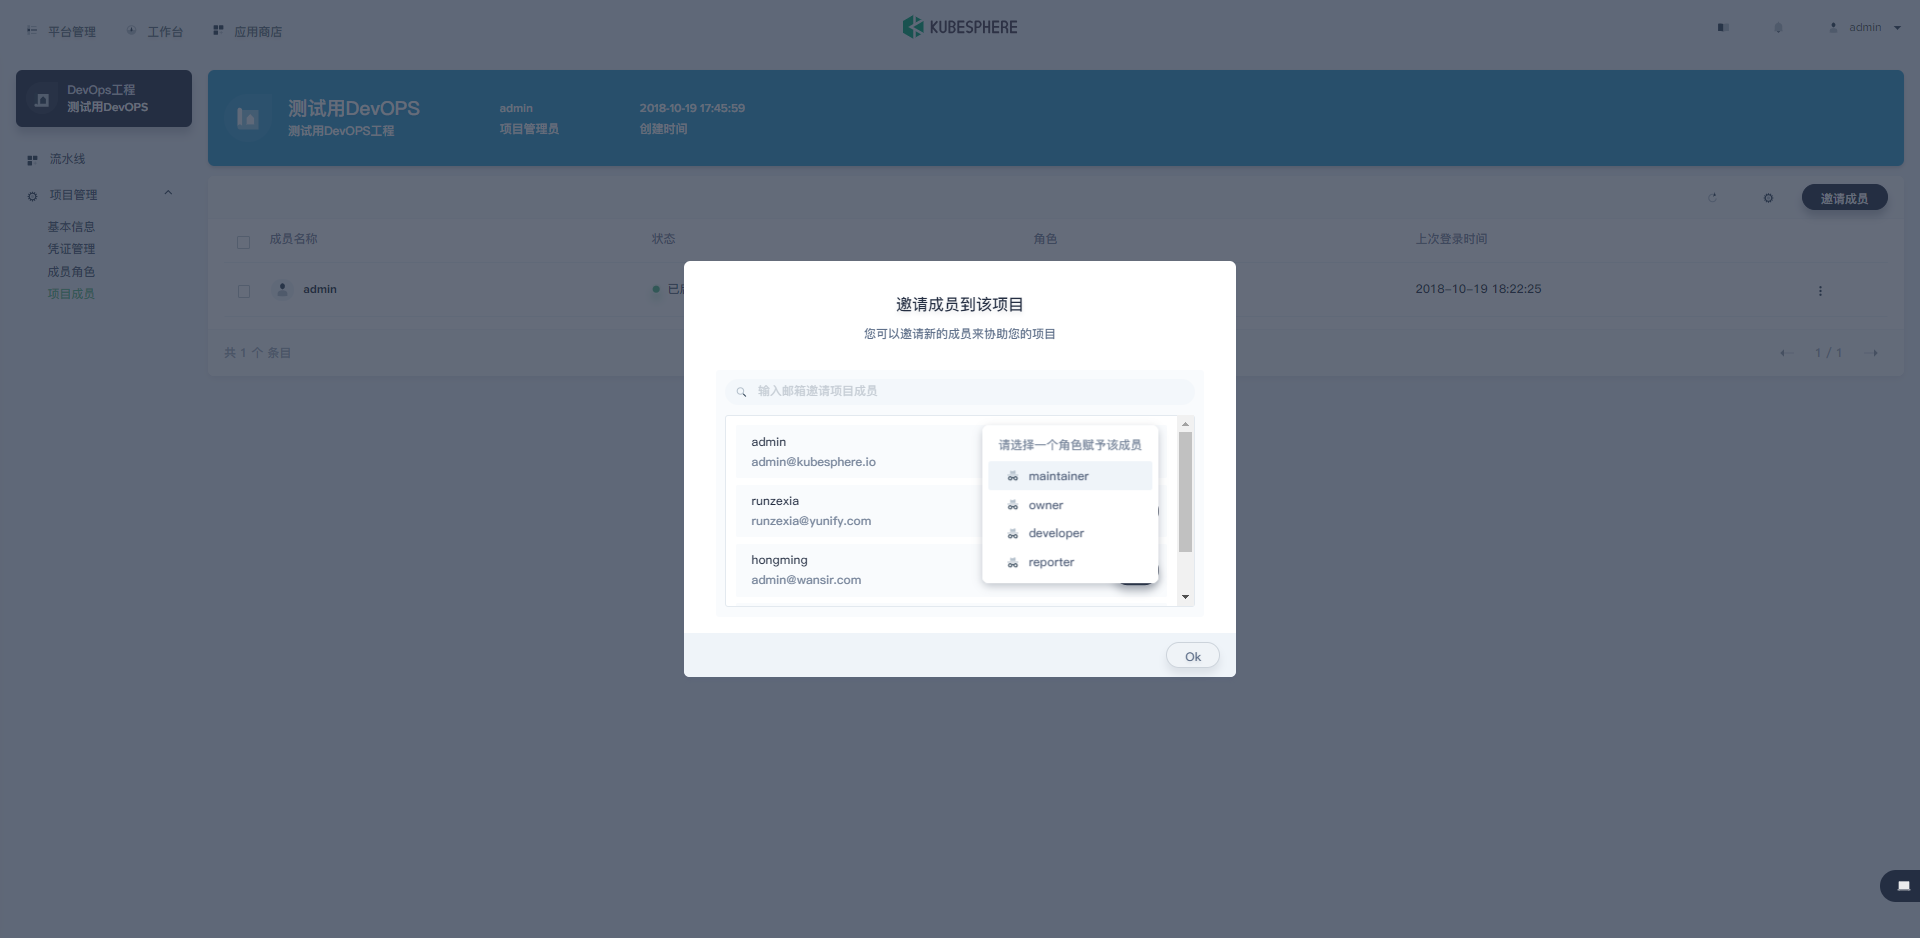 平台管理
工作台
应用商店
KUBESPHERE
admin
DevOps工程
测试用DevOPS
流水线
项目管理
基本信息
凭证管理
成员角色
项目成员
测试用DevOPS
测试用DevOPS工程
admin
项目管理员
2018-10-19 17:45:59
创建时间
邀请成员
成员名称
状态
角色
上次登录时间
admin
2018-10-19 18:22:25
共 1 个 条目
1 / 1
邀请成员到该项目
您可以邀请新的成员来协助您的项目
输入邮箱邀请项目成员
admin
admin@kubesphere.io
runzexia
runzexia@yunify.com
hongming
admin@wansir.com
请选择一个角色赋予该成员
maintainer
owner
developer
reporter
Ok